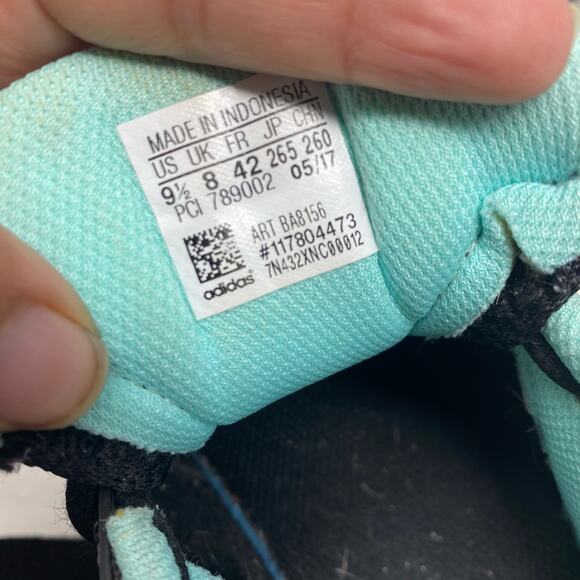 MADE IN INDONESIA
US UK FR JP CHN
9½ 8 42 265 260
PCI 789002 05/17
ART BA8156
#117804473
7N432XNC00012
adidas